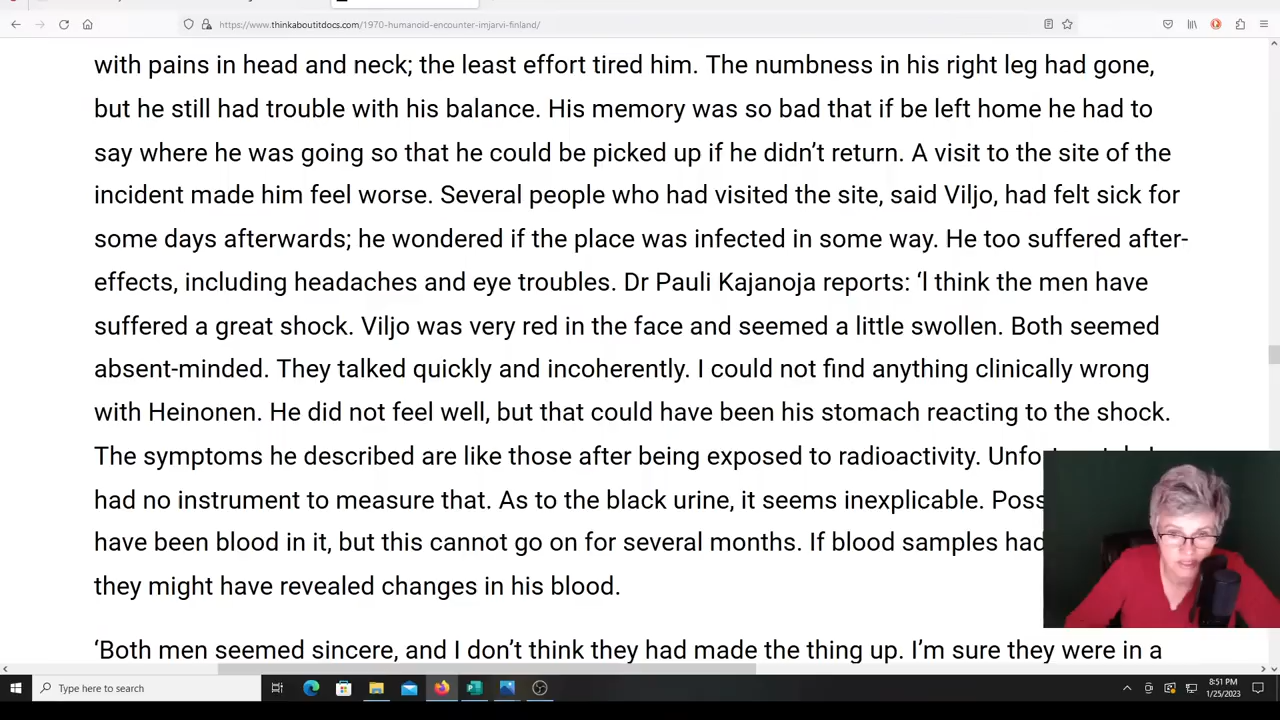 https://www.thinkaboutitdocs.com/1970-humanoid-encounter-imjarvi-finland/
with pains in head and neck; the least effort tired him. The numbness in his right leg had gone,
but he still had trouble with his balance. His memory was so bad that if be left home he had to
say where he was going so that he could be picked up if he didn’t return. A visit to the site of the
incident made him feel worse. Several people who had visited the site, said Viljo, had felt sick for
some days afterwards; he wondered if the place was infected in some way. He too suffered after-
effects, including headaches and eye troubles. Dr Pauli Kajanoja reports: ‘l think the men have
suffered a great shock. Viljo was very red in the face and seemed a little swollen. Both seemed
absent-minded. They talked quickly and incoherently. I could not find anything clinically wrong
with Heinonen. He did not feel well, but that could have been his stomach reacting to the shock.
The symptoms he described are like those after being exposed to radioactivity.
had no instrument to measure that. As to the black urine, it seems inexplicable.
have been blood in it, but this cannot go on for several months. If blood samples had
they might have revealed changes in his blood.
‘Both men seemed sincere, and I don’t think they had made the thing up. I’m sure they were in a
Type here to search
8:51 PM
1/25/2023